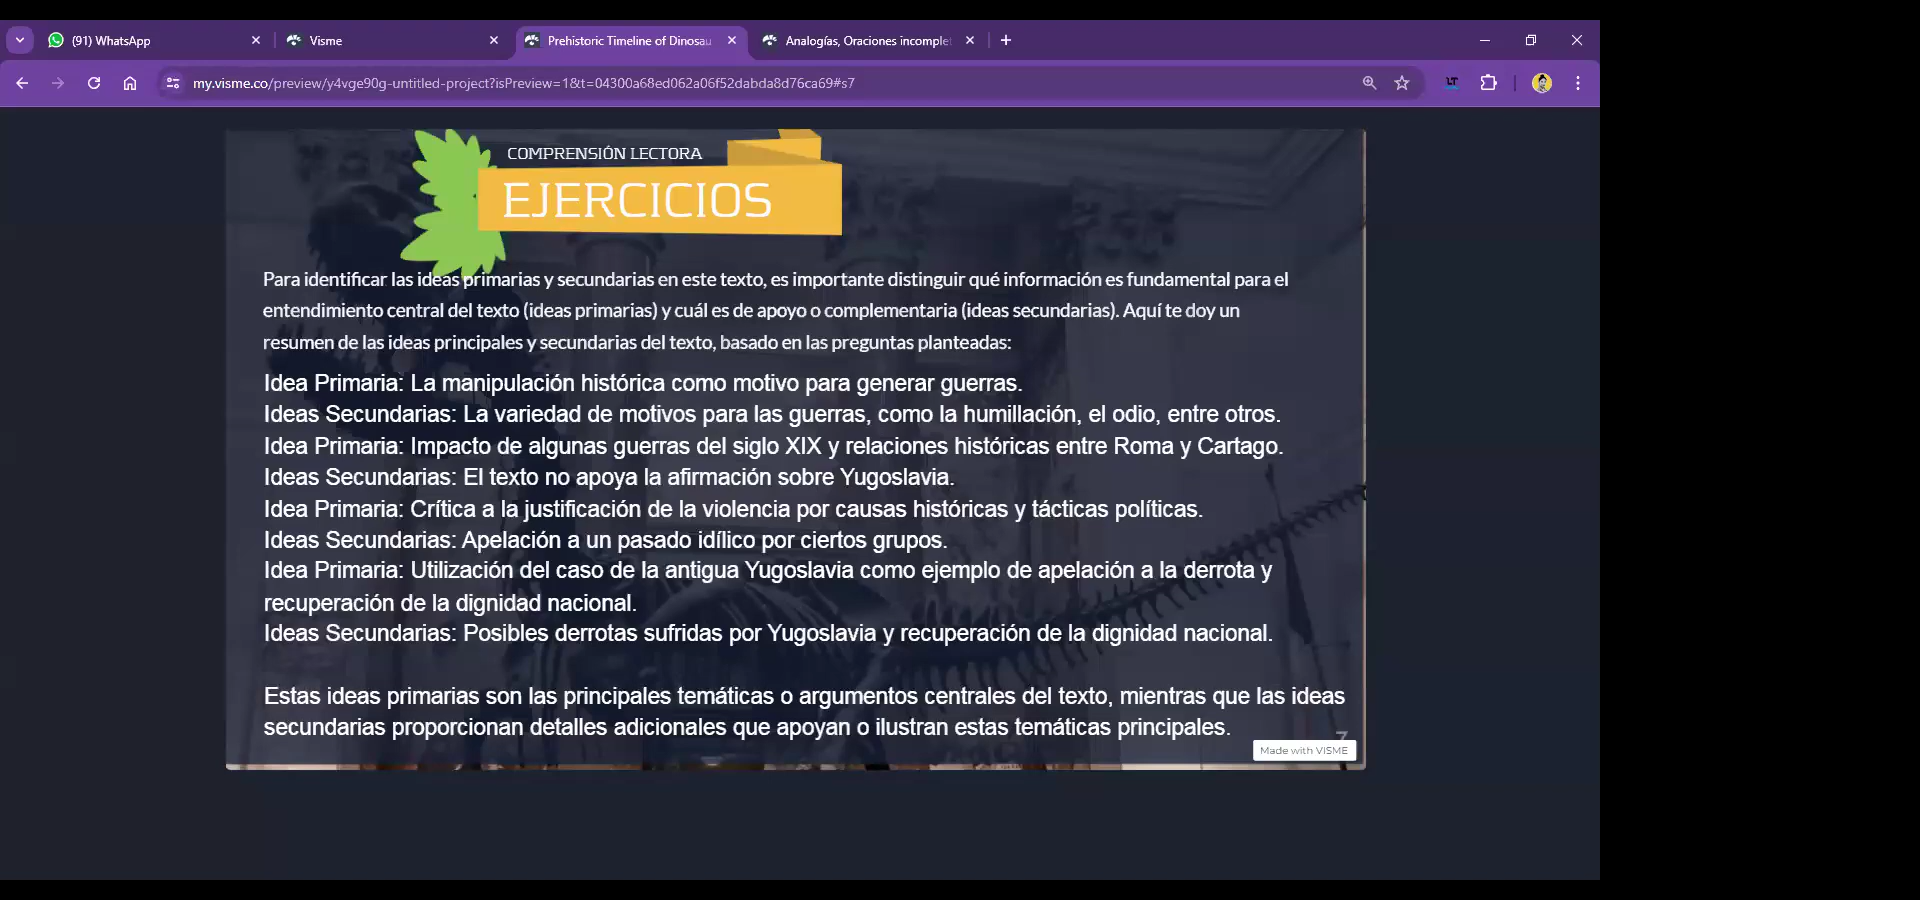 (91) WhatsApp
Visme
Prehistoric Timeline of Dinosau
Analogías, Oraciones incomplet
my.visme.co/preview/y4vge90g-untitled-project?isPreview=1&t=04300a68ed062a06f52dabda8d76ca69#s7
COMPRENSIÓN LECTORA
EJERCICIOS
Para identificar las ideas primarias y secundarias en este texto, es importante distinguir qué información es fundamental para el
entendimiento central del texto (ideas primarias) y cuál es de apoyo o complementaria (ideas secundarias). Aquí te doy un
resumen de las ideas principales y secundarias del texto, basado en las preguntas planteadas:
Idea Primaria: La manipulación histórica como motivo para generar guerras.
Ideas Secundarias: La variedad de motivos para las guerras, como la humillación, el odio, entre otros.
Idea Primaria: Impacto de algunas guerras del siglo XIX y relaciones históricas entre Roma y Cartago.
Ideas Secundarias: El texto no apoya la afirmación sobre Yugoslavia.
Idea Primaria: Crítica a la justificación de la violencia por causas históricas y tácticas políticas.
Ideas Secundarias: Apelación a un pasado idílico por ciertos grupos.
Idea Primaria: Utilización del caso de la antigua Yugoslavia como ejemplo de apelación a la derrota y
recuperación de la dignidad nacional.
Ideas Secundarias: Posibles derrotas sufridas por Yugoslavia y recuperación de la dignidad nacional.
Estas ideas primarias son las principales temáticas o argumentos centrales del texto, mientras que las ideas
secundarias proporcionan detalles adicionales que apoyan o ilustran estas temáticas principales.
7
Made with VISME